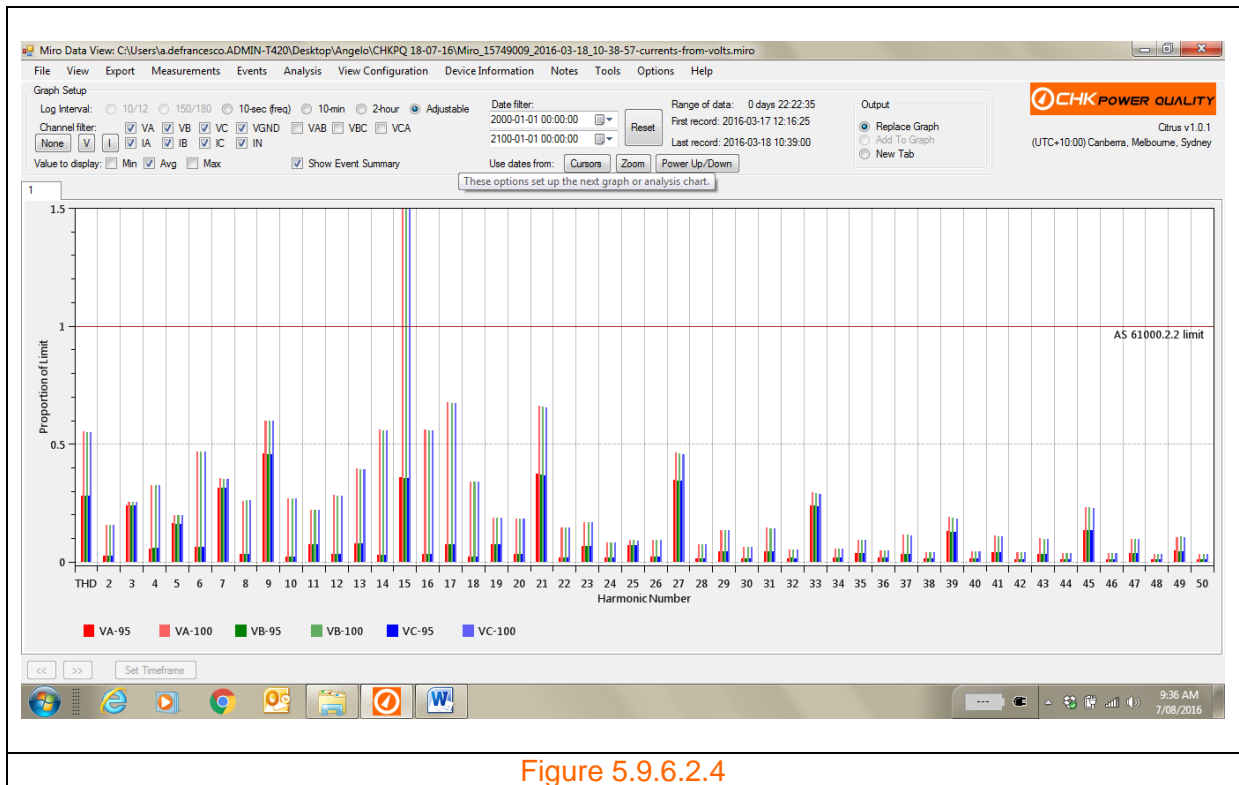 Miro Data View: C:\Users\a.defrancesco.ADMIN-T420\Desktop\Angelo\CHKPQ 18-07-16\Miro_15749009_2016-03-18_10-38-57-currents-from-volts.miro
File View Export Measurements Events Analysis View Configuration Device Information Notes Tools Options Help
Graph Setup
Log Interval: 10/12 150/180 10-sec (freq) 10-min 2-hour Adjustable
Channel filter: VA VB VC VGND VAB VBC VCA
None V I IA IB IC IN
Value to display: Min Avg Max Show Event Summary
Date filter:
2000-01-01 00:00:00
2100-01-01 00:00:00
Reset
Use dates from: Cursors Zoom Power Up/Down
Range of data: 0 days 22:22:35
First record: 2016-03-17 12:16:25
Last record: 2016-03-18 10:39:00
Output
Replace Graph
Add To Graph
New Tab
CHK POWER QUALITY
Citrus v1.0.1
(UTC+10:00) Canberra, Melbourne, Sydney
These options set up the next graph or analysis chart.
1
1.5
1
0.5
0
Proportion of Limit
AS 61000.2.2 limit
THD 2 3 4 5 6 7 8 9 10 11 12 13 14 15 16 17 18 19 20 21 22 23 24 25 26 27 28 29 30 31 32 33 34 35 36 37 38 39 40 41 42 43 44 45 46 47 48 49 50
Harmonic Number
VA-95 VA-100 VB-95 VB-100 VC-95 VC-100
<< >> Set Timeframe
9:36 AM
7/08/2016
Figure 5.9.6.2.4